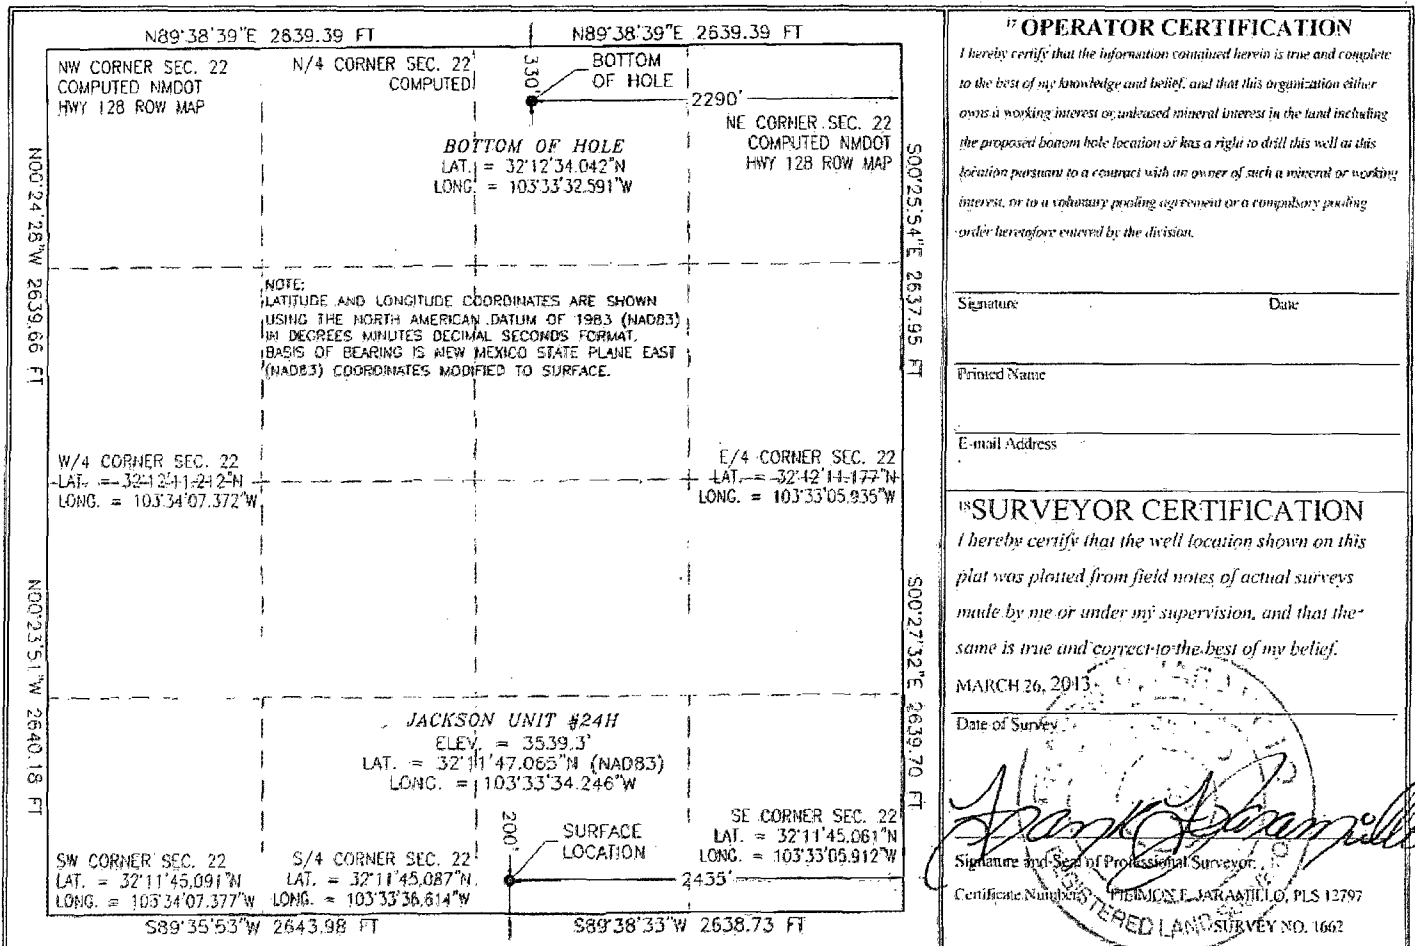 N89°38'39"E 2639.39 FT
N89°38'39"E 2639.39 FT
NW CORNER SEC. 22
COMPUTED NMDOT
HWY 128 ROW MAP
N/4 CORNER SEC. 22
COMPUTED
330'
BOTTOM
OF HOLE
2290'
NE CORNER SEC. 22
COMPUTED NMDOT
HWY 128 ROW MAP
BOTTOM OF HOLE
LAT. = 32°12'34.042"N
LONG. = 103°33'32.591"W
N00°24'28"W 2639.66 FT
S00°25'54"E 2637.95 FT
NOTE:
LATITUDE AND LONGITUDE COORDINATES ARE SHOWN
USING THE NORTH AMERICAN DATUM OF 1983 (NAD83)
IN DEGREES MINUTES DECIMAL SECONDS FORMAT.
BASIS OF BEARING IS NEW MEXICO STATE PLANE EAST
(NAD83) COORDINATES MODIFIED TO SURFACE.
W/4 CORNER SEC. 22
LAT. = 32°12'11.212"N
LONG. = 103°34'07.372"W
E/4 CORNER SEC. 22
LAT. = 32°12'11.177"N
LONG. = 103°33'05.935"W
N00°23'51"W 2640.18 FT
S00°27'32"E 2639.70 FT
JACKSON UNIT #24H
ELEV. = 3539.3'
LAT. = 32°11'47.065"N (NAD83)
LONG. = 103°33'34.246"W
200'
SURFACE
LOCATION
2435'
SE CORNER SEC. 22
LAT. = 32°11'45.061"N
LONG. = 103°33'05.912"W
SW CORNER SEC. 22
LAT. = 32°11'45.091"N
LONG. = 103°34'07.377"W
S/4 CORNER SEC. 22
LAT. = 32°11'45.087"N
LONG. = 103°33'36.614"W
S89°35'53"W 2643.98 FT
S89°38'33"W 2638.73 FT
17 OPERATOR CERTIFICATION
I hereby certify that the information contained herein is true and complete
to the best of my knowledge and belief, and that this organization either
owns a working interest or unleased mineral interest in the land including
the proposed bottom hole location or has a right to drill this well at this
location pursuant to a contract with an owner of such a mineral or working
interest, or to a voluntary pooling agreement or a compulsory pooling
order heretofore entered by the division.
Signature Date
Printed Name
E-mail Address
18 SURVEYOR CERTIFICATION
I hereby certify that the well location shown on this
plat was plotted from field notes of actual surveys
made by me or under my supervision, and that the
same is true and correct to the best of my belief.
MARCH 26, 2013
Date of Survey
Frank Jaramillo
Signature and Seal of Professional Surveyor
Certificate Number: FILIMON F. JARAMILLO, PLS 12797
SURVEY NO. 1662
REGISTERED LAND